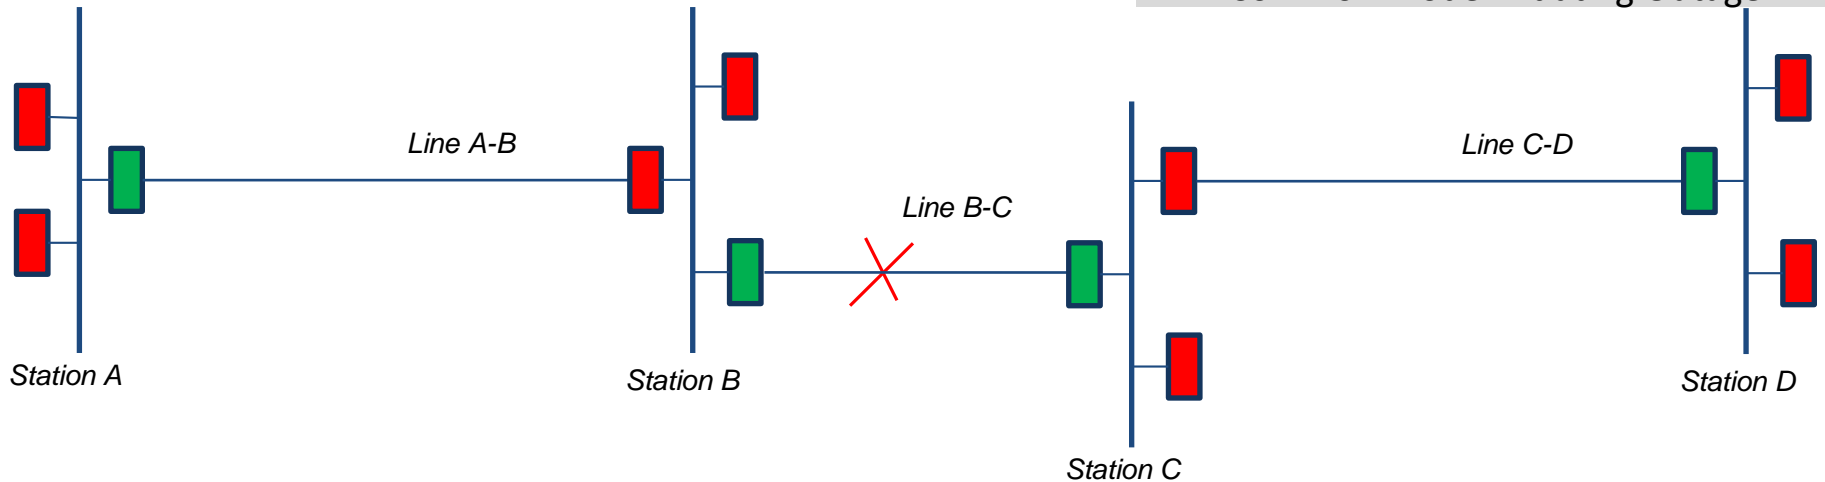 Line A-B
Line C-D
Line B-C
Station A
Station B
Station D
Station C